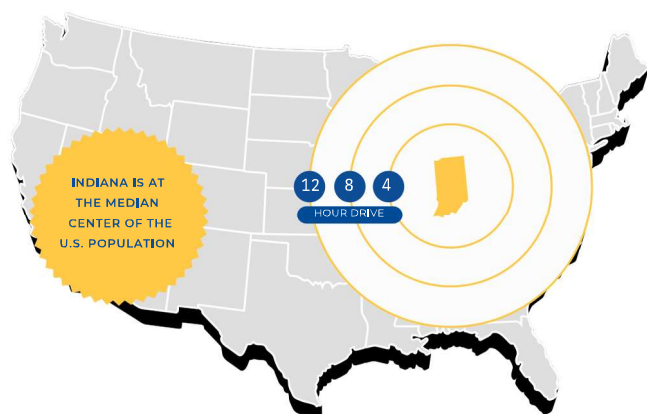 INDIANA IS AT
THE MEDIAN
CENTER OF THE
U.S. POPULATION
12 8 4
HOUR DRIVE